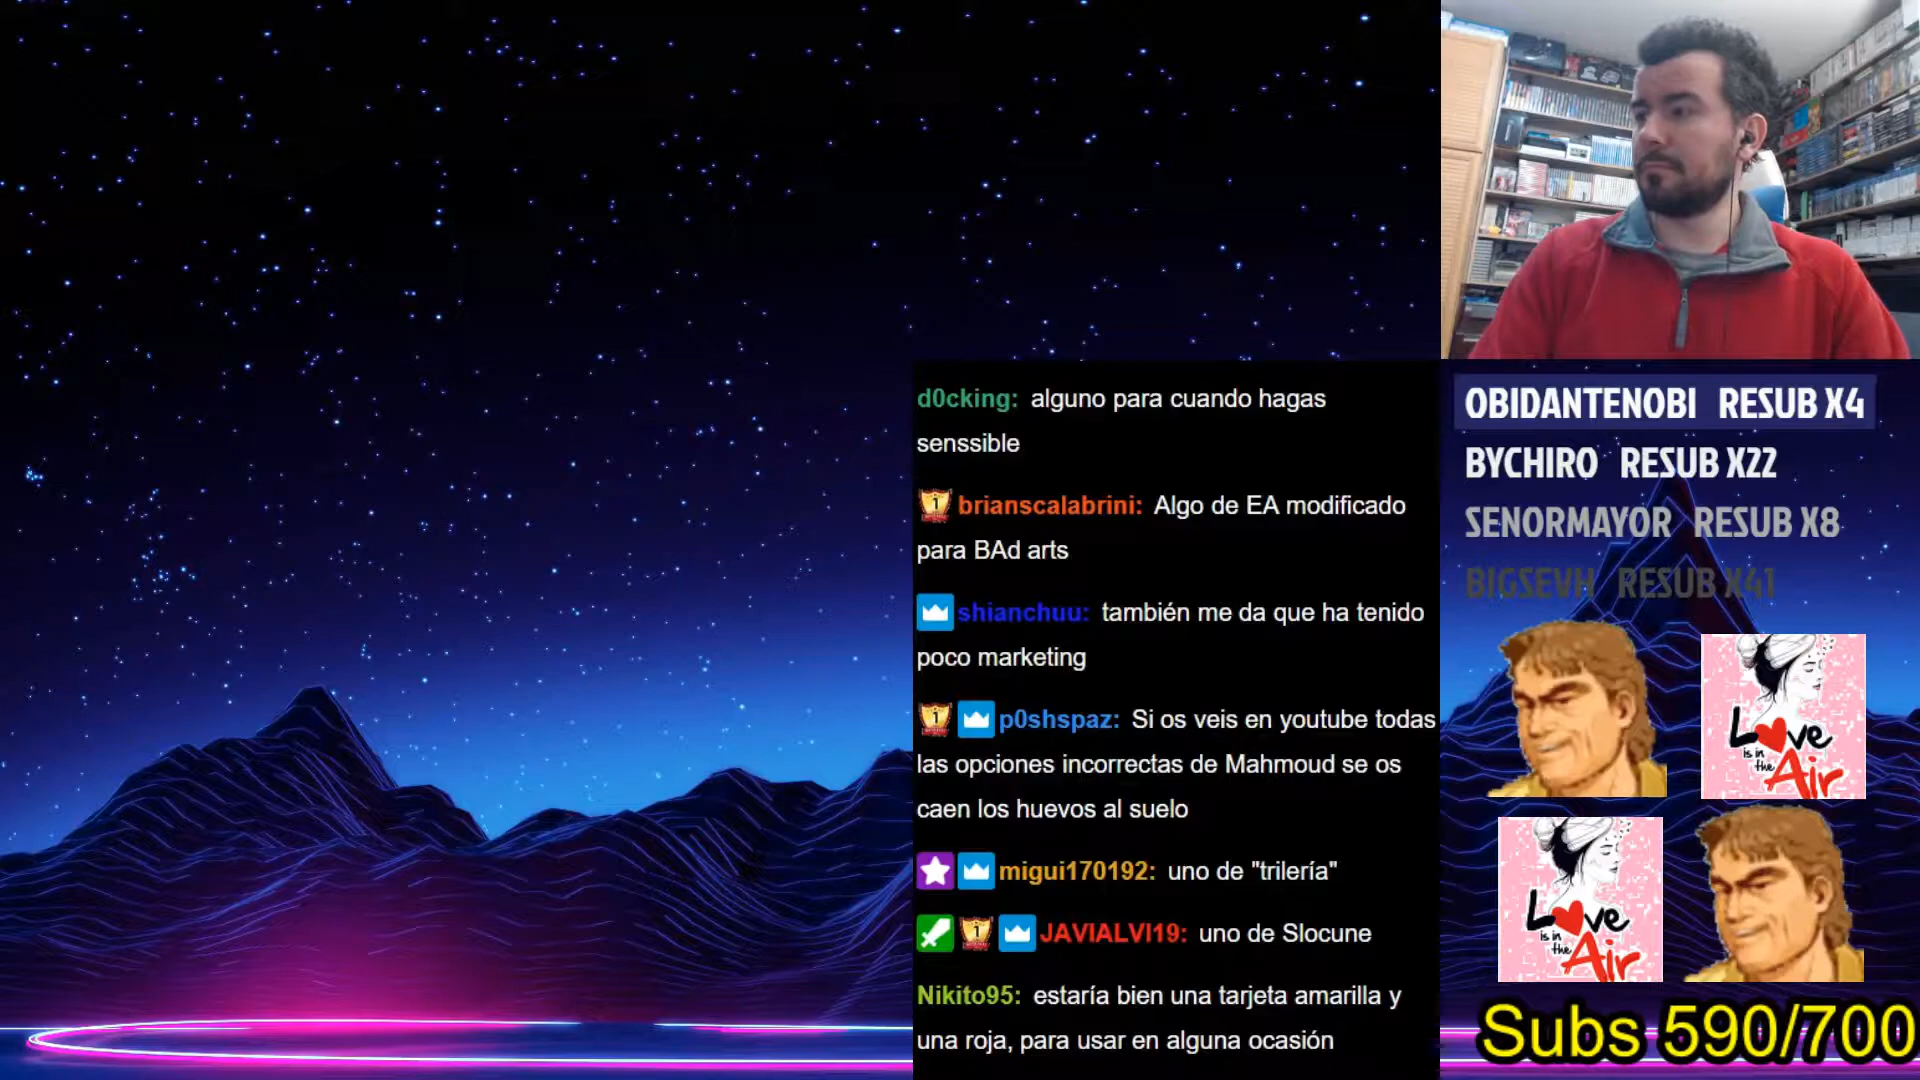 d0cking: alguno para cuando hagas
senssible
1 brianscalabrini: Algo de EA modificado
para BAd arts
shianchuu: también me da que ha tenido
poco marketing
1 p0shspaz: Si os veis en youtube todas
las opciones incorrectas de Mahmoud se os
caen los huevos al suelo
migui170192: uno de "trilería"
1 JAVIALVI19: uno de Slocune
Nikito95: estaría bien una tarjeta amarilla y
una roja, para usar en alguna ocasión
OBIDANTENOBI RESUB X4
BYCHIRO RESUB X22
SENORMAYOR RESUB X8
BIGSEVH RESUB X41
Love
is in
the Air
Love
is in
the Air
Subs 590/700